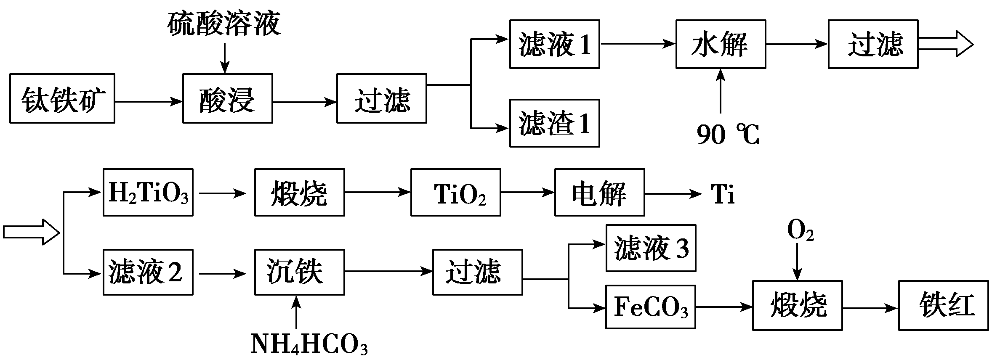 硫酸溶液
钛铁矿
酸浸
过滤
滤液1
滤渣1
水解
90 ℃
过滤
H₂TiO₃
煅烧
TiO₂
电解
Ti
滤液2
沉铁
NH₄HCO₃
过滤
滤液3
FeCO₃
O₂
煅烧
铁红